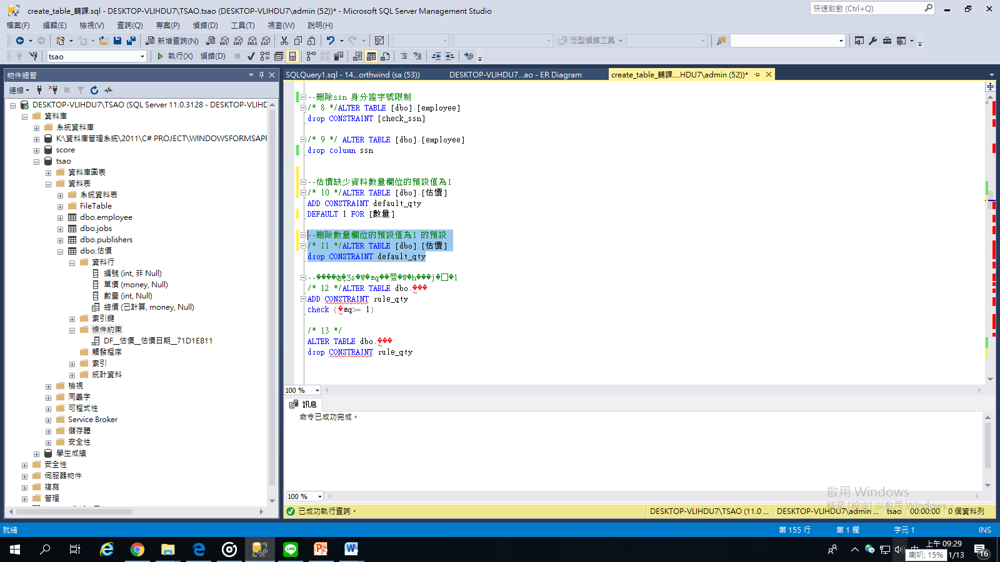 create_table_輔課.sql - DESKTOP-VLIHDU7\TSAO.tsao (DESKTOP-VLIHDU7\admin (52))* - Microsoft SQL Server Management Studio
快速啟動 (Ctrl+Q)
檔案(F) 編輯(E) 檢視(V) 查詢(Q) 專案(P) 偵錯(D) 工具(T) 視窗(W) 說明(H)
新增查詢(N) 泛型偵錯工具
tsao 執行(X) 偵錯(D)
物件總管
連線
DESKTOP-VLIHDU7\TSAO (SQL Server 11.0.3128 - DESKTOP-VLIHD
資料庫
系統資料庫
K:\資料庫管理系統\2011\C# PROJECT\WINDOWSFORMSAPP
score
tsao
資料庫圖表
資料表
系統資料表
FileTable
dbo.employee
dbo.jobs
dbo.publishers
dbo.估價
資料行
編號 (int, 非 Null)
單價 (money, Null)
數量 (int, Null)
總價 (已計算, money, Null)
索引鍵
條件約束
DF__估價__估價日期__71D1E811
觸發程序
索引
統計資料
檢視
同義字
可程式性
Service Broker
儲存體
安全性
學生成績
安全性
伺服器物件
複寫
管理
SQLQuery1.sql - 14...orthwind (sa (53)) DESKTOP-VLIHDU7...ao - ER Diagram create_table_輔課....HDU7\admin (52))*
--刪除ssn 身分證字號限制
/* 8 */ALTER TABLE [dbo].[employee]
drop CONSTRAINT [check_ssn]
/* 9 */ ALTER TABLE [dbo].[employee]
drop Column ssn
--估價缺少資料數量欄位的預設值為1
/* 10 */ALTER TABLE [dbo].[估價]
ADD CONSTRAINT default_qty
DEFAULT 1 FOR [數量]
--刪除數量欄位的預設值為1 的預設
/* 11 */ALTER TABLE [dbo].[估價]
drop CONSTRAINT default_qty
/* 12 */ALTER TABLE dbo.���
ADD CONSTRAINT rule_qty
check (�zq>= 1)
/* 13 */
ALTER TABLE dbo.���
drop CONSTRAINT rule_qty
100 %
訊息
命令已成功完成。
100 %
啟用 Windows
移至 [設定] 以啟用 Windows。
已成功執行查詢。 DESKTOP-VLIHDU7\TSAO (11.0 ... DESKTOP-VLIHDU7\admin ... tsao 00:00:00 0 個資料列
就緒 第 155 行 第 1 欄 字元 1 INS
上午 09:29
喇叭: 15% 1/13
16